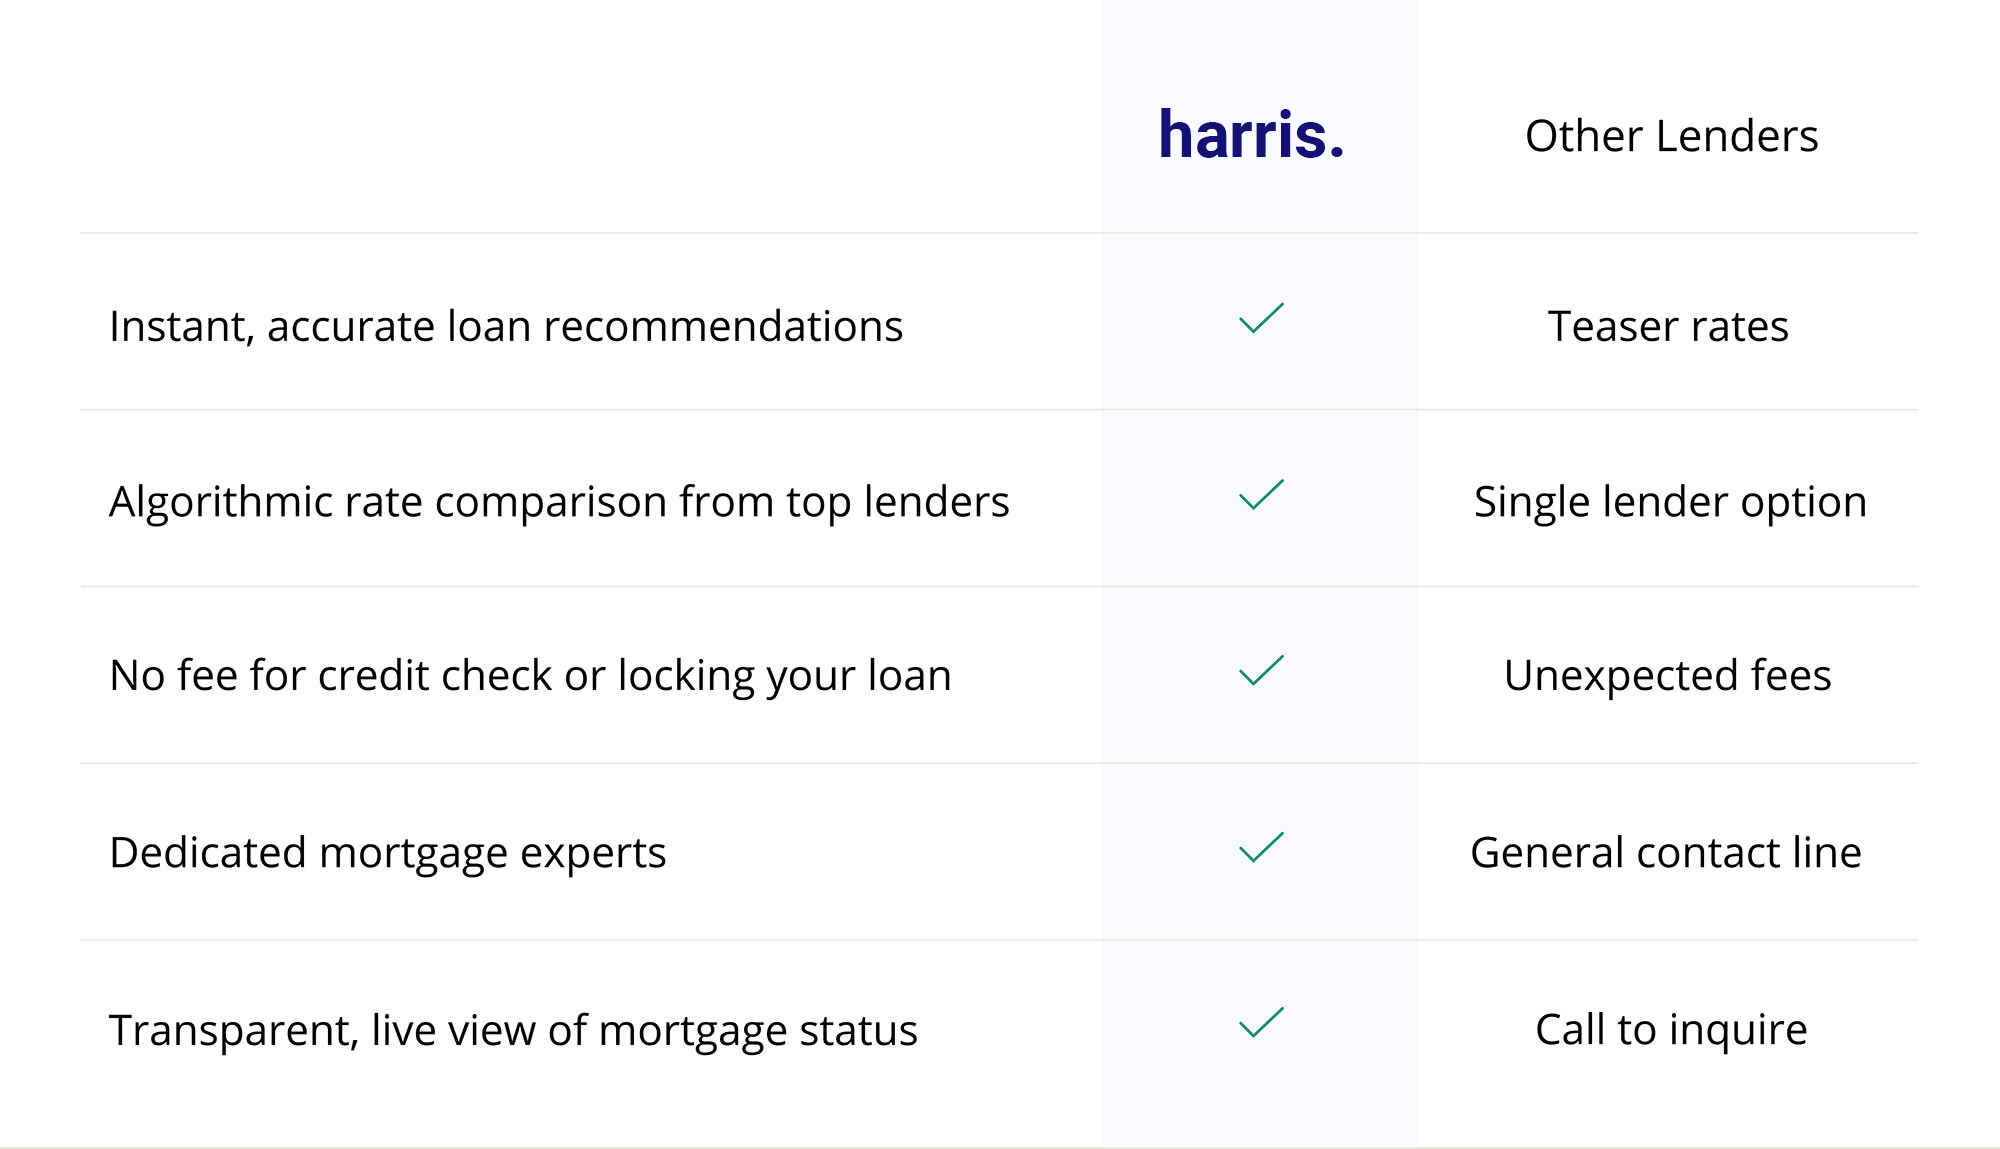 harris.
Other Lenders
Instant, accurate loan recommendations
Teaser rates
Algorithmic rate comparison from top lenders
Single lender option
No fee for credit check or locking your loan
Unexpected fees
Dedicated mortgage experts
General contact line
Transparent, live view of mortgage status
Call to inquire